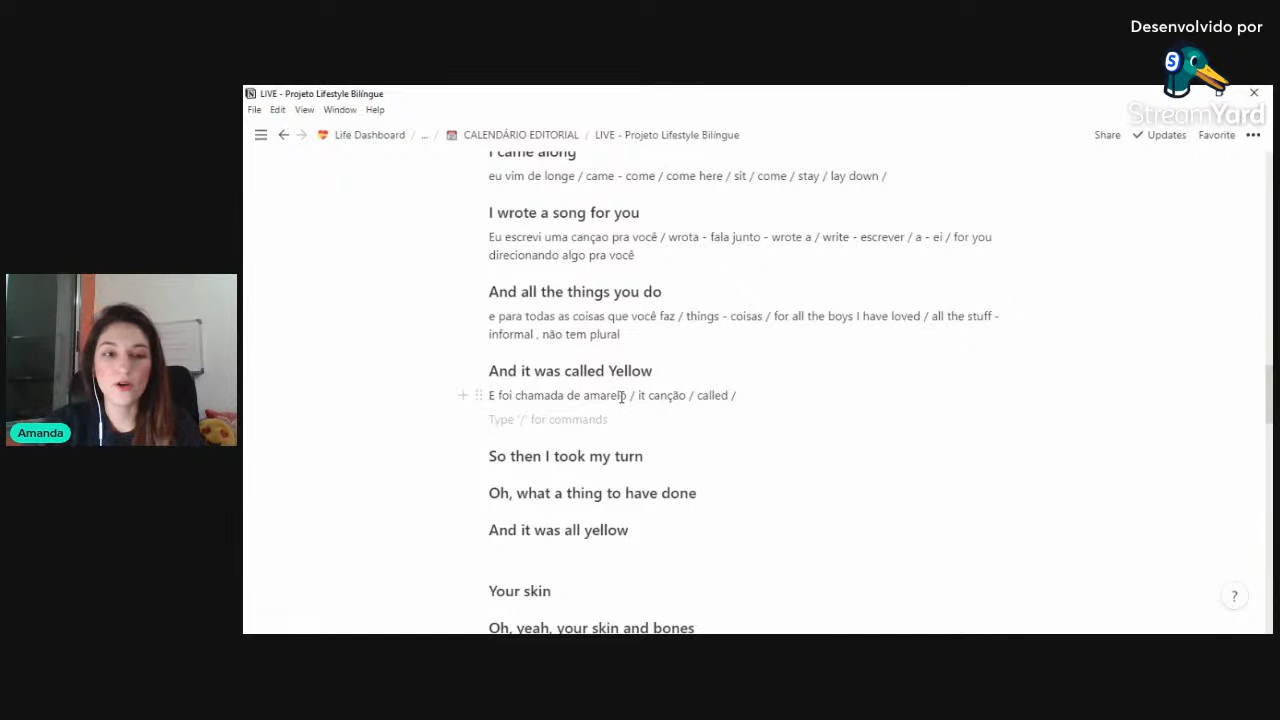 Desenvolvido por
S
StreamYard
LIVE - Projeto Lifestyle Bilíngue
File Edit View Window Help
Life Dashboard / ... / CALENDÁRIO EDITORIAL / LIVE - Projeto Lifestyle Bilíngue
Share Updates Favorite
I came along
eu vim de longe / came - come / come here / sit / come / stay / lay down /
I wrote a song for you
Eu escrevi uma cançao pra você / wrota - fala junto - wrote a / write - escrever / a - ei / for you
direcionando algo pra você
And all the things you do
e para todas as coisas que você faz / things - coisas / for all the boys I have loved / all the stuff -
informal , não tem plural
And it was called Yellow
E foi chamada de amarelo / it canção / called /
Type '/' for commands
So then I took my turn
Oh, what a thing to have done
And it was all yellow
Your skin
Oh, yeah, your skin and bones
Amanda
?